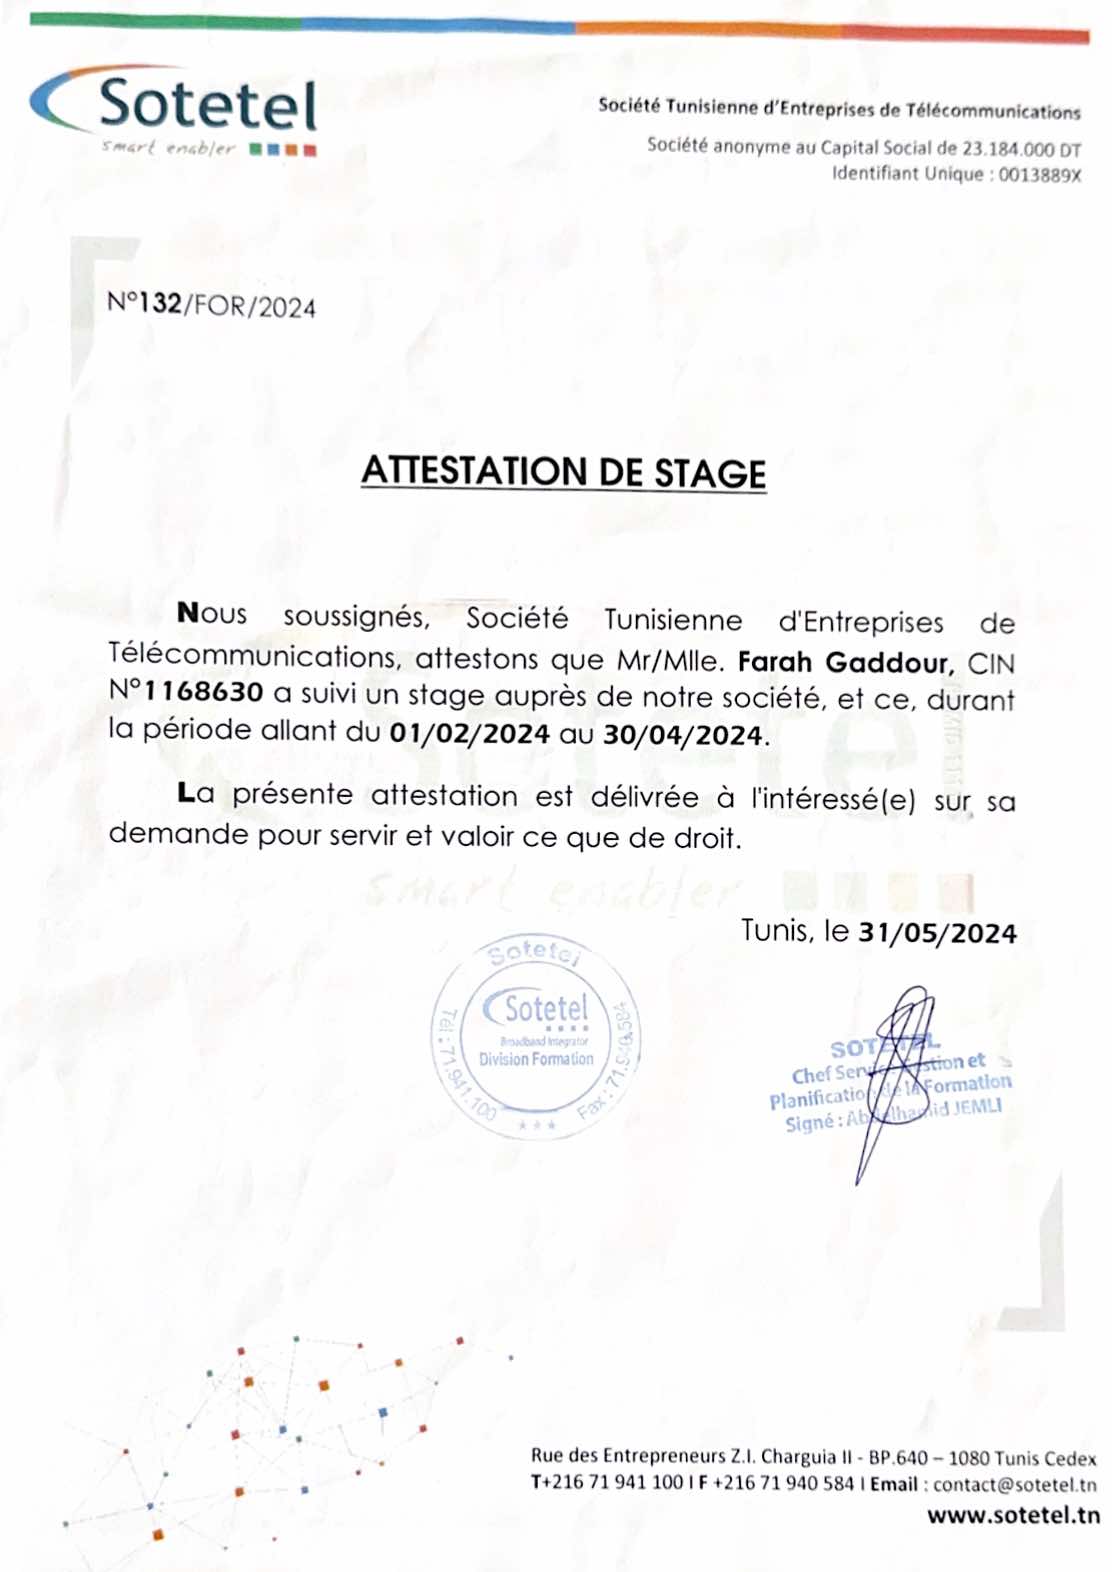 Sotetel
smart enabler
Société Tunisienne d'Entreprises de Télécommunications
Société anonyme au Capital Social de 23.184.000 DT
Identifiant Unique : 0013889X
N°132/FOR/2024
ATTESTATION DE STAGE
Nous soussignés, Société Tunisienne d'Entreprises de
Télécommunications, attestons que Mr/Mlle. Farah Gaddour, CIN
N°1168630 a suivi un stage auprès de notre société, et ce, durant
la période allant du 01/02/2024 au 30/04/2024.
La présente attestation est délivrée à l'intéressé(e) sur sa
demande pour servir et valoir ce que de droit.
smart enabler
Tunis, le 31/05/2024
Sotetel
Sotetel
Broadband Integrator
Division Formation
Tél : 71.941.100
Fax : 71.940.584
SOTETEL
Chef Service Gestion et
Planification de la Formation
Signé : Abdelhamid JEMLI
Rue des Entrepreneurs Z.I. Charguia II - BP.640 – 1080 Tunis Cedex
T+216 71 941 100 I F +216 71 940 584 I Email : contact@sotetel.tn
www.sotetel.tn